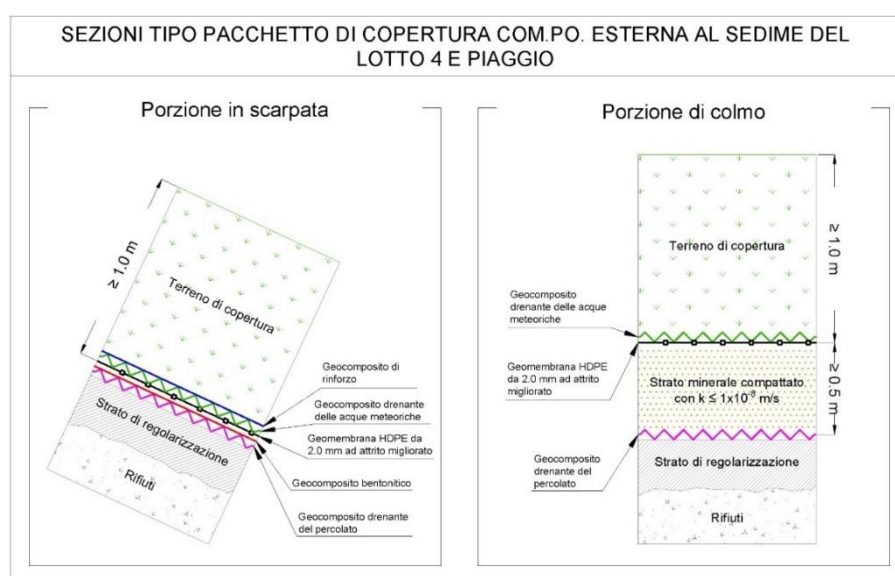 SEZIONI TIPO PACCHETTO DI COPERTURA COM.PO. ESTERNA AL SEDIME DEL
LOTTO 4 E PIAGGIO
Porzione in scarpata
≥ 1.0 m
Terreno di copertura
Strato di regolarizzazione
Rifiuti
Geocomposito di
rinforzo
Geocomposito drenante
delle acque meteoriche
Geomembrana HDPE da
2.0 mm ad attrito migliorato
Geocomposito bentonitico
Geocomposito drenante
del percolato
Porzione di colmo
Terreno di copertura
≥ 1.0 m
Geocomposito
drenante delle acque
meteoriche
Geomembrana HDPE
da 2.0 mm ad attrito
migliorato
Strato minerale compattato
con k ≤ 1x10⁻⁸ m/s
≥ 0.5 m
Geocomposito
drenante del
percolato
Strato di regolarizzazione
Rifiuti